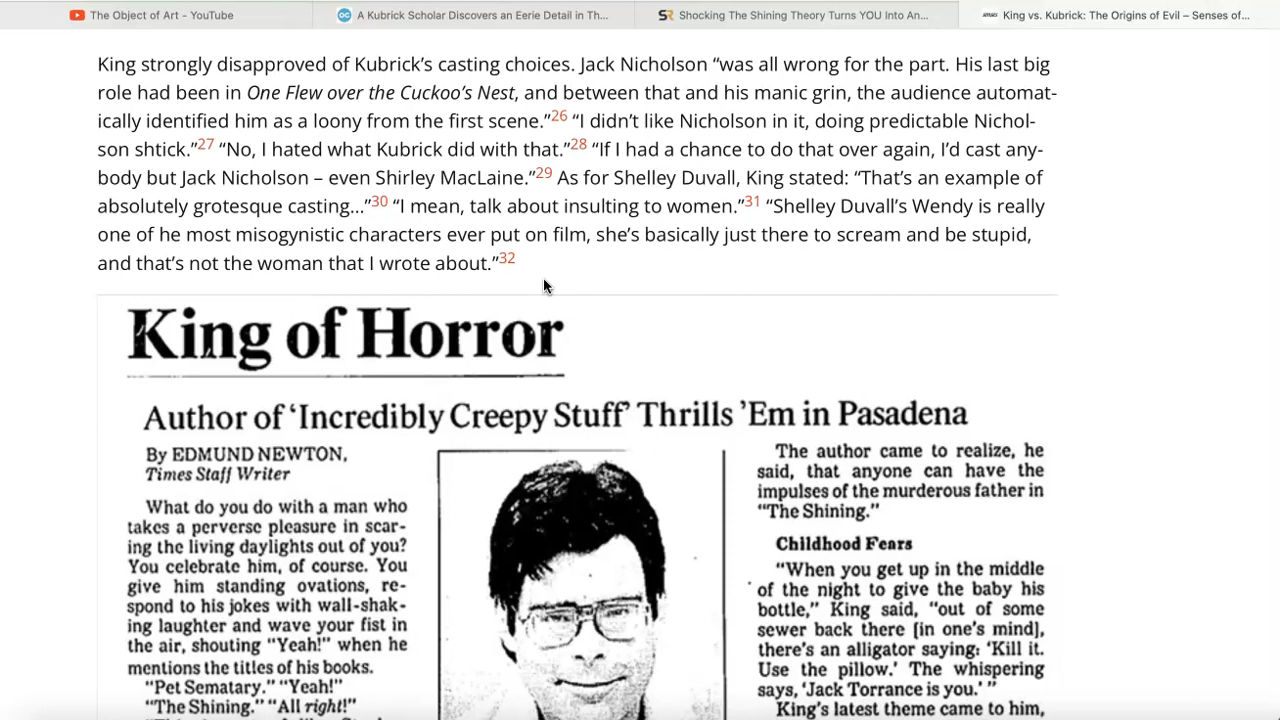 The Object of Art - YouTube
OC A Kubrick Scholar Discovers an Eerie Detail in Th...
SR Shocking The Shining Theory Turns YOU Into An...
King vs. Kubrick: The Origins of Evil – Senses of...
King strongly disapproved of Kubrick’s casting choices. Jack Nicholson “was all wrong for the part. His last big
role had been in One Flew over the Cuckoo’s Nest, and between that and his manic grin, the audience automat-
ically identified him as a loony from the first scene.”26 “I didn’t like Nicholson in it, doing predictable Nichol-
son shtick.”27 “No, I hated what Kubrick did with that.”28 “If I had a chance to do that over again, I’d cast any-
body but Jack Nicholson – even Shirley MacLaine.”29 As for Shelley Duvall, King stated: “That’s an example of
absolutely grotesque casting...”30 “I mean, talk about insulting to women.”31 “Shelley Duvall’s Wendy is really
one of he most misogynistic characters ever put on film, she’s basically just there to scream and be stupid,
and that’s not the woman that I wrote about.”32
King of Horror
Author of ‘Incredibly Creepy Stuff’ Thrills ’Em in Pasadena
By EDMUND NEWTON,
Times Staff Writer
What do you do with a man who
takes a perverse pleasure in scar-
ing the living daylights out of you?
You celebrate him, of course. You
give him standing ovations, re-
spond to his jokes with wall-shak-
ing laughter and wave your fist in
the air, shouting “Yeah!” when he
mentions the titles of his books.
“Pet Sematary.” “Yeah!”
“The Shining.” “All right!”
The author came to realize, he
said, that anyone can have the
impulses of the murderous father in
“The Shining.”
Childhood Fears
“When you get up in the middle
of the night to give the baby his
bottle,” King said, “out of some
sewer back there [in one’s mind],
there’s an alligator saying: ‘Kill it.
Use the pillow.’ The whispering
says, ‘Jack Torrance is you.’ ”
King’s latest theme came to him,